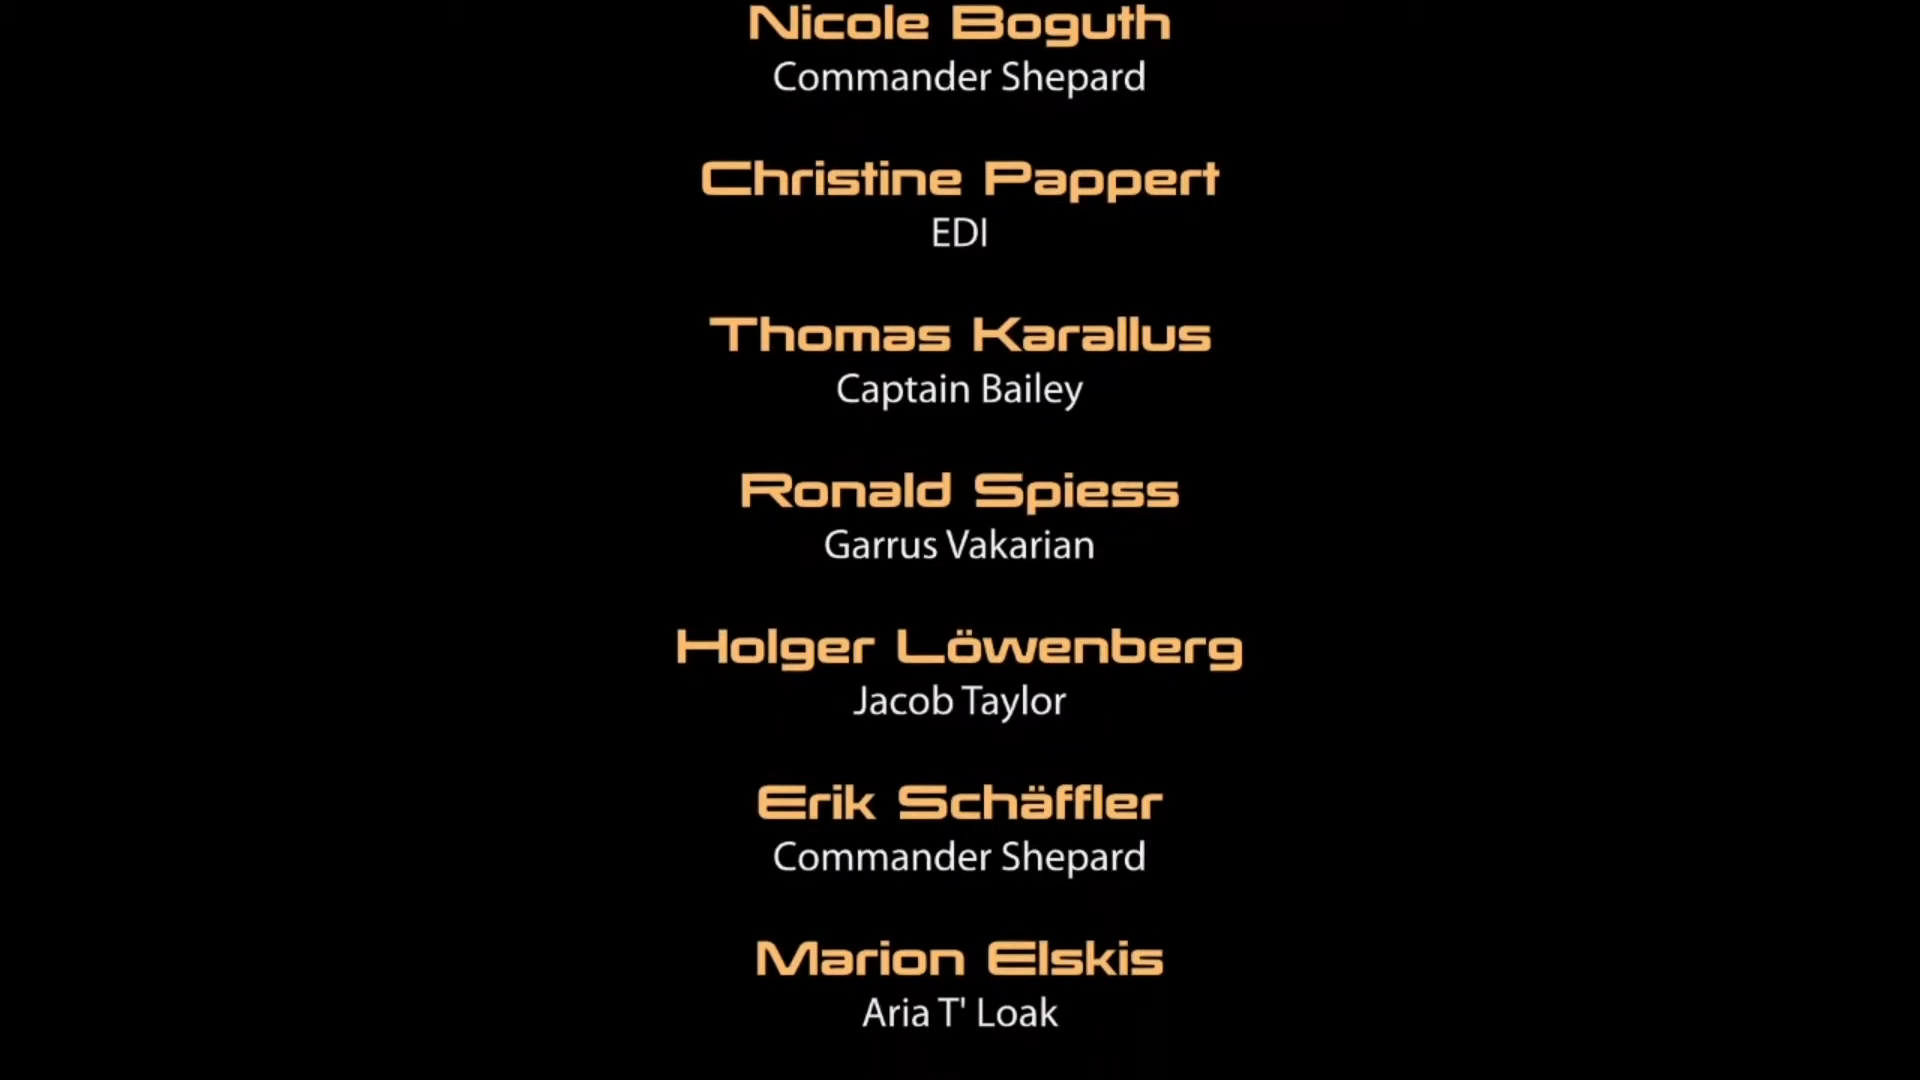 Nicole Boguth
Commander Shepard
Christine Pappert
EDI
Thomas Karallus
Captain Bailey
Ronald Spiess
Garrus Vakarian
Holger Löwenberg
Jacob Taylor
Erik Schäffler
Commander Shepard
Marion Elskis
Aria T' Loak